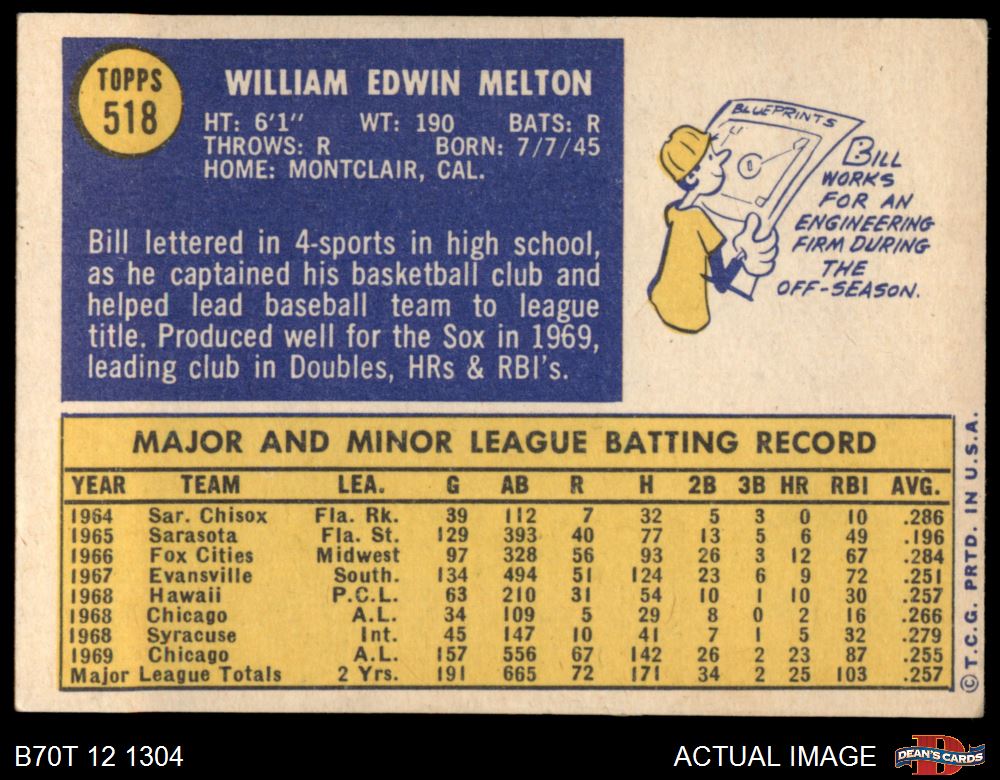 TOPPS
518
WILLIAM EDWIN MELTON
HT: 6'1" WT: 190 BATS: R
THROWS: R BORN: 7/7/45
HOME: MONTCLAIR, CAL.
Bill lettered in 4-sports in high school,
as he captained his basketball club and
helped lead baseball team to league
title. Produced well for the Sox in 1969,
leading club in Doubles, HRs & RBI's.
BLUEPRINTS
BILL
WORKS
FOR AN
ENGINEERING
FIRM DURING
THE
OFF-SEASON.
MAJOR AND MINOR LEAGUE BATTING RECORD
YEAR TEAM LEA. G AB R H 2B 3B HR RBI AVG.
1964 Sar. Chisox Fla. Rk. 39 112 7 32 5 3 0 10 .286
1965 Sarasota Fla. St. 129 393 40 77 13 5 6 49 .196
1966 Fox Cities Midwest 97 328 56 93 26 3 12 67 .284
1967 Evansville South. 134 494 51 124 23 6 9 72 .251
1968 Hawaii P.C.L. 63 210 31 54 10 1 10 30 .257
1968 Chicago A.L. 34 109 5 29 8 0 2 16 .266
1968 Syracuse Int. 45 147 10 41 7 1 5 32 .279
1969 Chicago A.L. 157 556 67 142 26 2 23 87 .255
Major League Totals 2 Yrs. 191 665 72 171 34 2 25 103 .257
© T.C.G. PRTD. IN U.S.A.
B70T 12 1304
ACTUAL IMAGE
DEAN'S CARDS